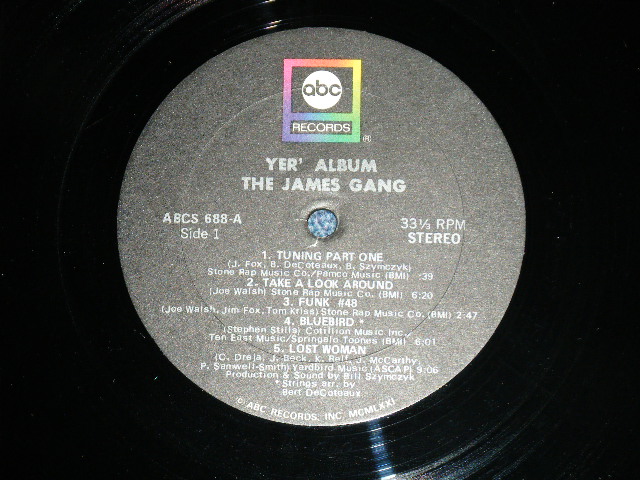 abc
RECORDS
(R)
YER' ALBUM
THE JAMES GANG
ABCS 688-A
Side 1
33⅓ RPM
STEREO
1. TUNING PART ONE
(J. Fox, B. DeCoteaux, B. Szymczyk)
Stone Rap Music Co./Pamco Music (BMI) :39
2. TAKE A LOOK AROUND
(Joe Walsh) Stone Rap Music Co. (BMI) 6:20
3. FUNK #48
(Joe Walsh, Jim Fox, Tom Kriss) Stone Rap Music Co. (BMI) 2:47
4. BLUEBIRD *
(Stephen Stills) Cotillion Music Inc.
Ten East Music/Springalo Toones (BMI) 6:01
5. LOST WOMAN
(C. Dreja, J. Beck, K. Relf, J. McCarthy,
P. Samwell-Smith) Yardbird Music (ASCAP) 9:06
Production & Sound by Bill Szymczyk
*Strings arr. by
Bert DeCoteaux
© ABC RECORDS, INC. MCMLXXI